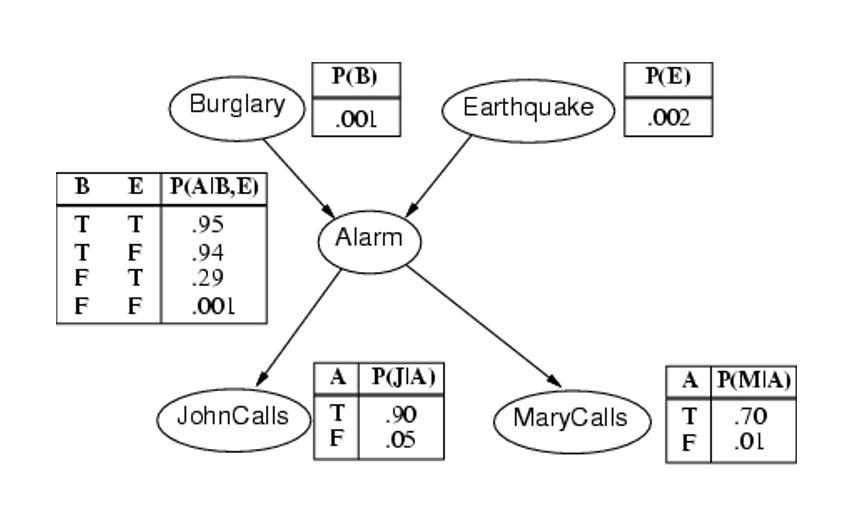 P(B)
.001
Burglary
P(E)
.002
Earthquake
B E P(A|B,E)
T T .95
T F .94
F T .29
F F .001
Alarm
JohnCalls
A P(J|A)
T .90
F .05
MaryCalls
A P(M|A)
T .70
F .01